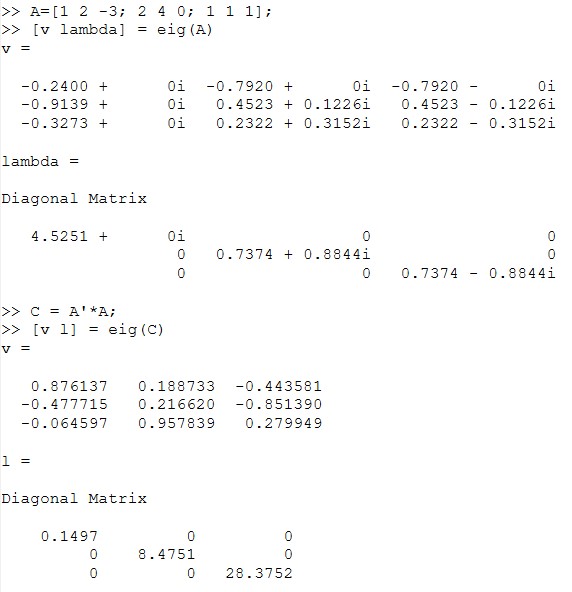 >> A=[1 2 -3; 2 4 0; 1 1 1];
>> [v lambda] = eig(A)
v =
-0.2400 + 0i -0.7920 + 0i -0.7920 - 0i
-0.9139 + 0i 0.4523 + 0.1226i 0.4523 - 0.1226i
-0.3273 + 0i 0.2322 + 0.3152i 0.2322 - 0.3152i
lambda =
Diagonal Matrix
4.5251 + 0i 0 0
0 0.7374 + 0.8844i 0
0 0 0.7374 - 0.8844i
>> C = A'*A;
>> [v l] = eig(C)
v =
0.876137 0.188733 -0.443581
-0.477715 0.216620 -0.851390
-0.064597 0.957839 0.279949
l =
Diagonal Matrix
0.1497 0 0
0 8.4751 0
0 0 28.3752